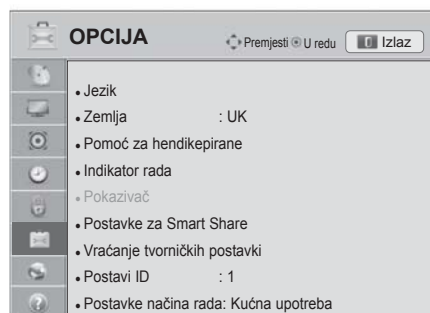 OPCIJA
Premjesti U redu Izlaz
• Jezik
• Zemlja : UK
• Pomoć za hendikepirane
• Indikator rada
• Pokazivač
• Postavke za Smart Share
• Vraćanje tvorničkih postavki
• Postavi ID : 1
• Postavke načina rada: Kućna upotreba